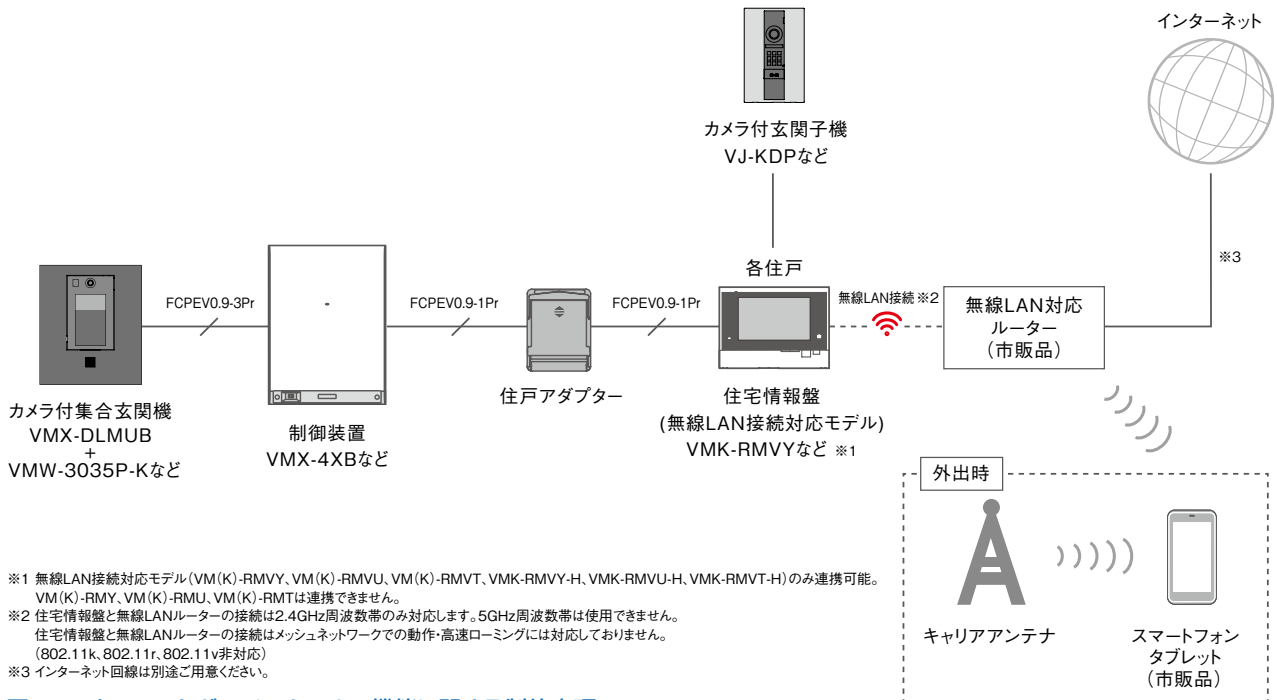 インターネット
カメラ付玄関子機
VJ-KDPなど
※3
各住戸
FCPEV0.9-3Pr
FCPEV0.9-1Pr
FCPEV0.9-1Pr
無線LAN接続 ※2
無線LAN対応
ルーター
（市販品）
カメラ付集合玄関機
VMX-DLMUB
+
VMW-3035P-Kなど
制御装置
VMX-4XBなど
住戸アダプター
住宅情報盤
(無線LAN接続対応モデル)
VMK-RMVYなど ※1
外出時
キャリアアンテナ
スマートフォン
タブレット
（市販品）
※1 無線LAN接続対応モデル（VM(K)-RMVY、VM(K)-RMVU、VM(K)-RMVT、VMK-RMVY-H、VMK-RMVU-H、VMK-RMVT-H）のみ連携可能。
VM(K)-RMY、VM(K)-RMU、VM(K)-RMTは連携できません。
※2 住宅情報盤と無線LANルーターの接続は2.4GHz周波数帯のみ対応します。5GHz周波数帯は使用できません。
住宅情報盤と無線LANルーターの接続はメッシュネットワークでの動作・高速ローミングには対応しておりません。
（802.11k、802.11r、802.11v非対応）
※3 インターネット回線は別途ご用意ください。